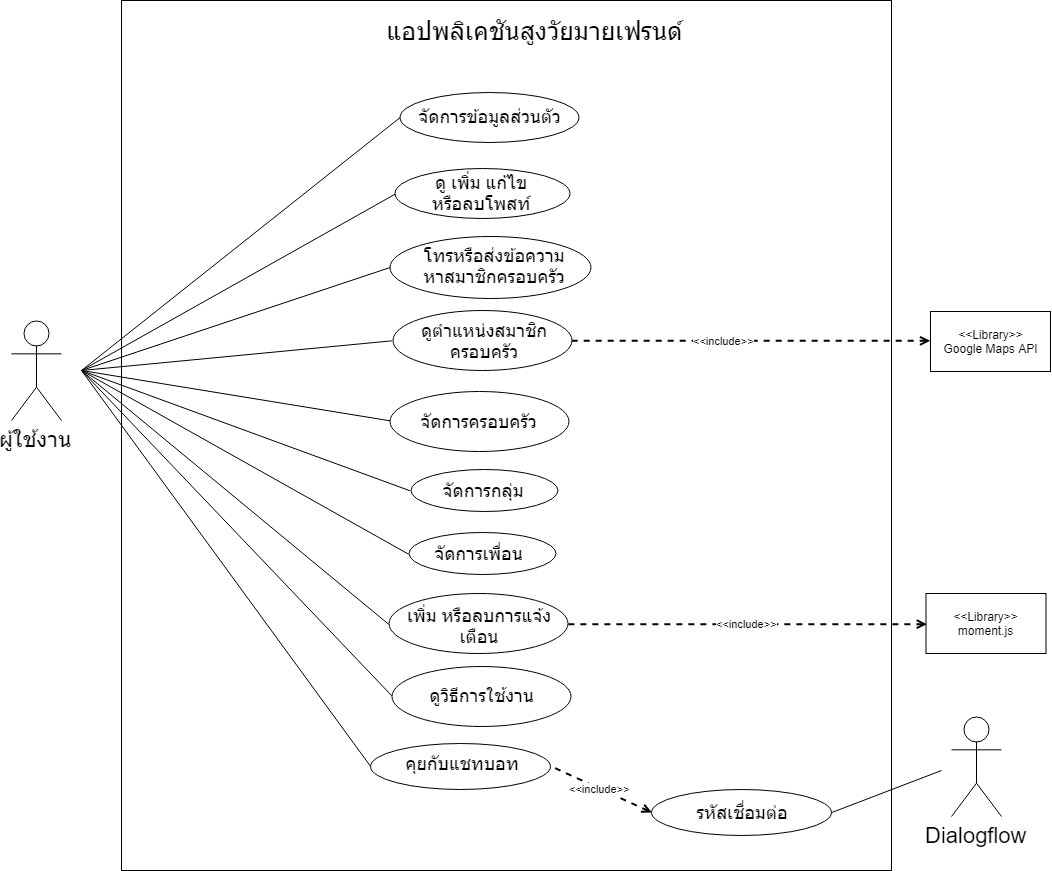 แอปพลิเคชันสูงวัยมายเฟรนด์
จัดการข้อมูลส่วนตัว
ดู เพิ่ม แก้ไข
หรือลบโพสท์
โทรหรือส่งข้อความ
หาสมาชิกครอบครัว
ดูตำแหน่งสมาชิก
ครอบครัว
<<include>>
<<Library>>
Google Maps API
ผู้ใช้งาน
จัดการครอบครัว
จัดการกลุ่ม
จัดการเพื่อน
เพิ่ม หรือลบการแจ้ง
เตือน
<<include>>
<<Library>>
moment.js
ดูวิธีการใช้งาน
คุยกับแชทบอท
<<include>>
รหัสเชื่อมต่อ
Dialogflow